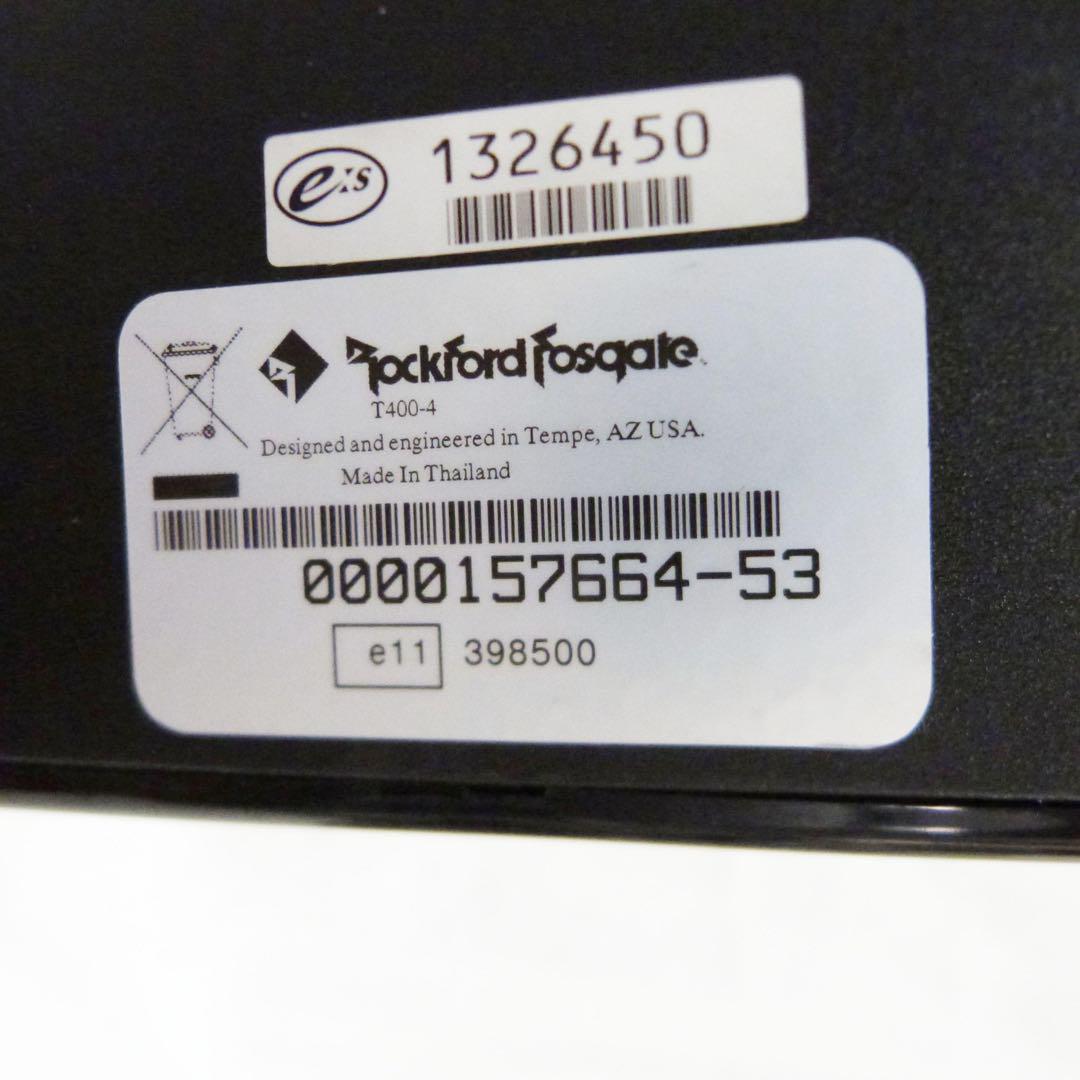 e:s 1326450
Rockford Fosgate
T400-4
Designed and engineered in Tempe, AZ USA.
Made In Thailand
0000157664-53
e11 398500